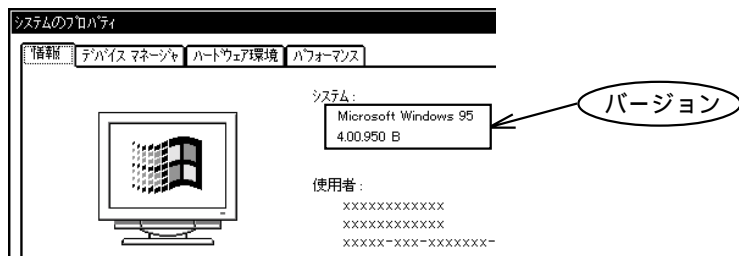 ｼｽﾃﾑのﾌﾟﾛﾊﾟﾃｨ
情報 ﾃﾞﾊﾞｲｽ ﾏﾈｰｼﾞｬ ﾊｰﾄﾞｳｪｱ環境 ﾊﾟﾌｫｰﾏﾝｽ
ｼｽﾃﾑ:
Microsoft Windows 95
4.00.950 B
バージョン
使用者:
xxxxxxxxxxxx
xxxxxxxxxxxx
xxxxx-xxx-xxxxxxx-